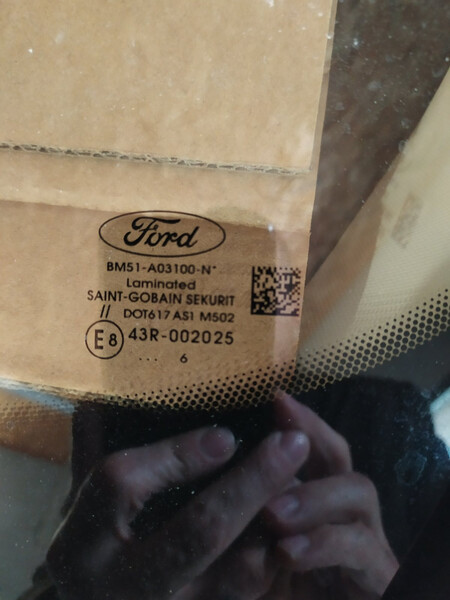 Ford
BM51-A03100-N*
Laminated
SAINT-GOBAIN SEKURIT
// DOT617 AS1 M502
E8 43R-002025
... 6